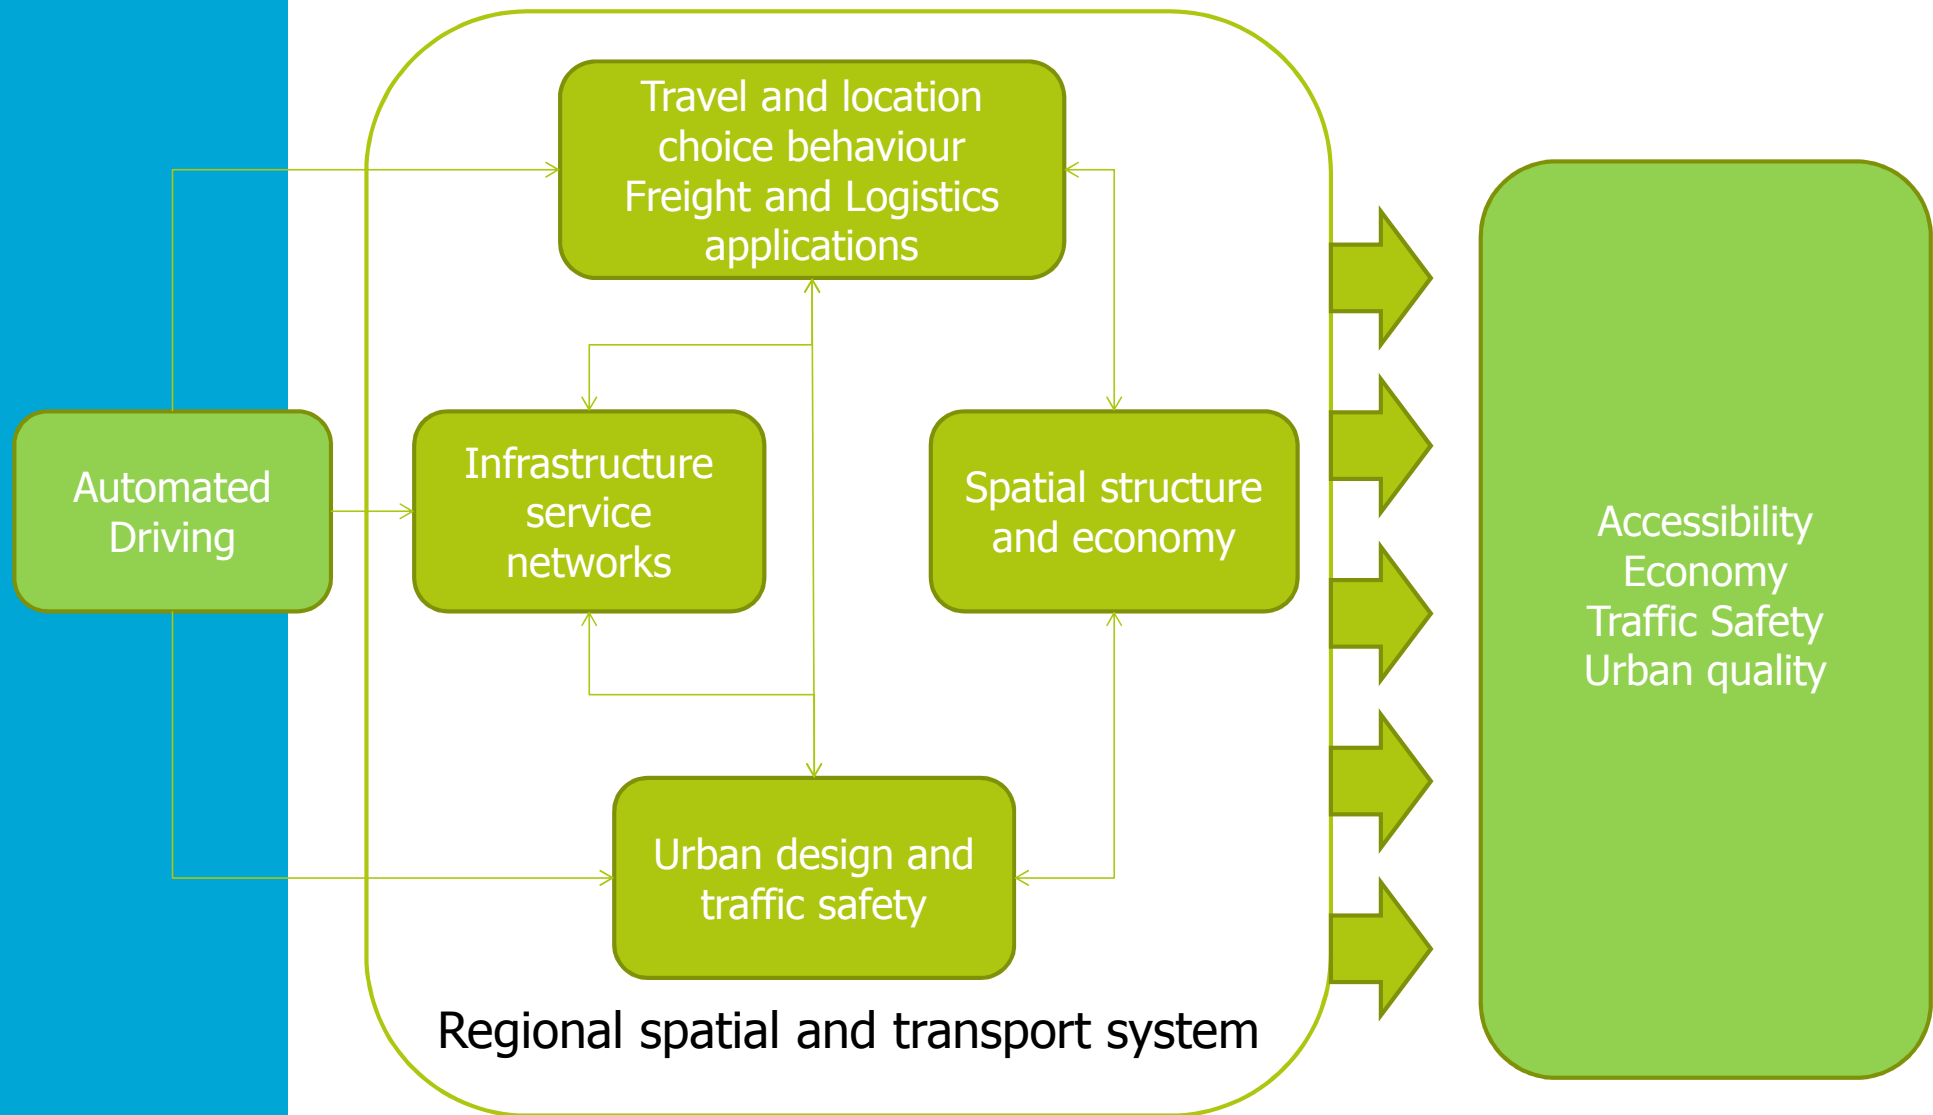 Travel and location
choice behaviour
Freight and Logistics
applications
Automated
Driving
Infrastructure
service
networks
Spatial structure
and economy
Accessibility
Economy
Traffic Safety
Urban quality
Urban design and
traffic safety
Regional spatial and transport system